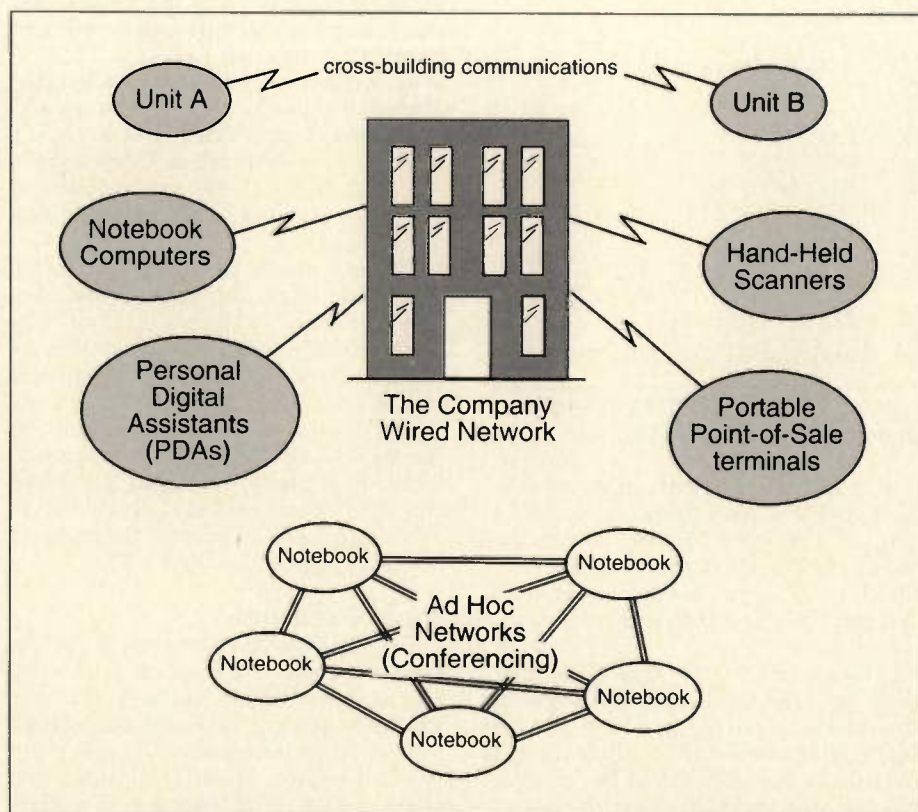 cross-building communications
Unit A
Unit B
Notebook
Computers
Hand-Held
Scanners
Personal
Digital
Assistants
(PDAs)
The Company
Wired Network
Portable
Point-of-Sale
terminals
Notebook
Notebook
Ad Hoc
Networks
(Conferencing)
Notebook
Notebook
Notebook